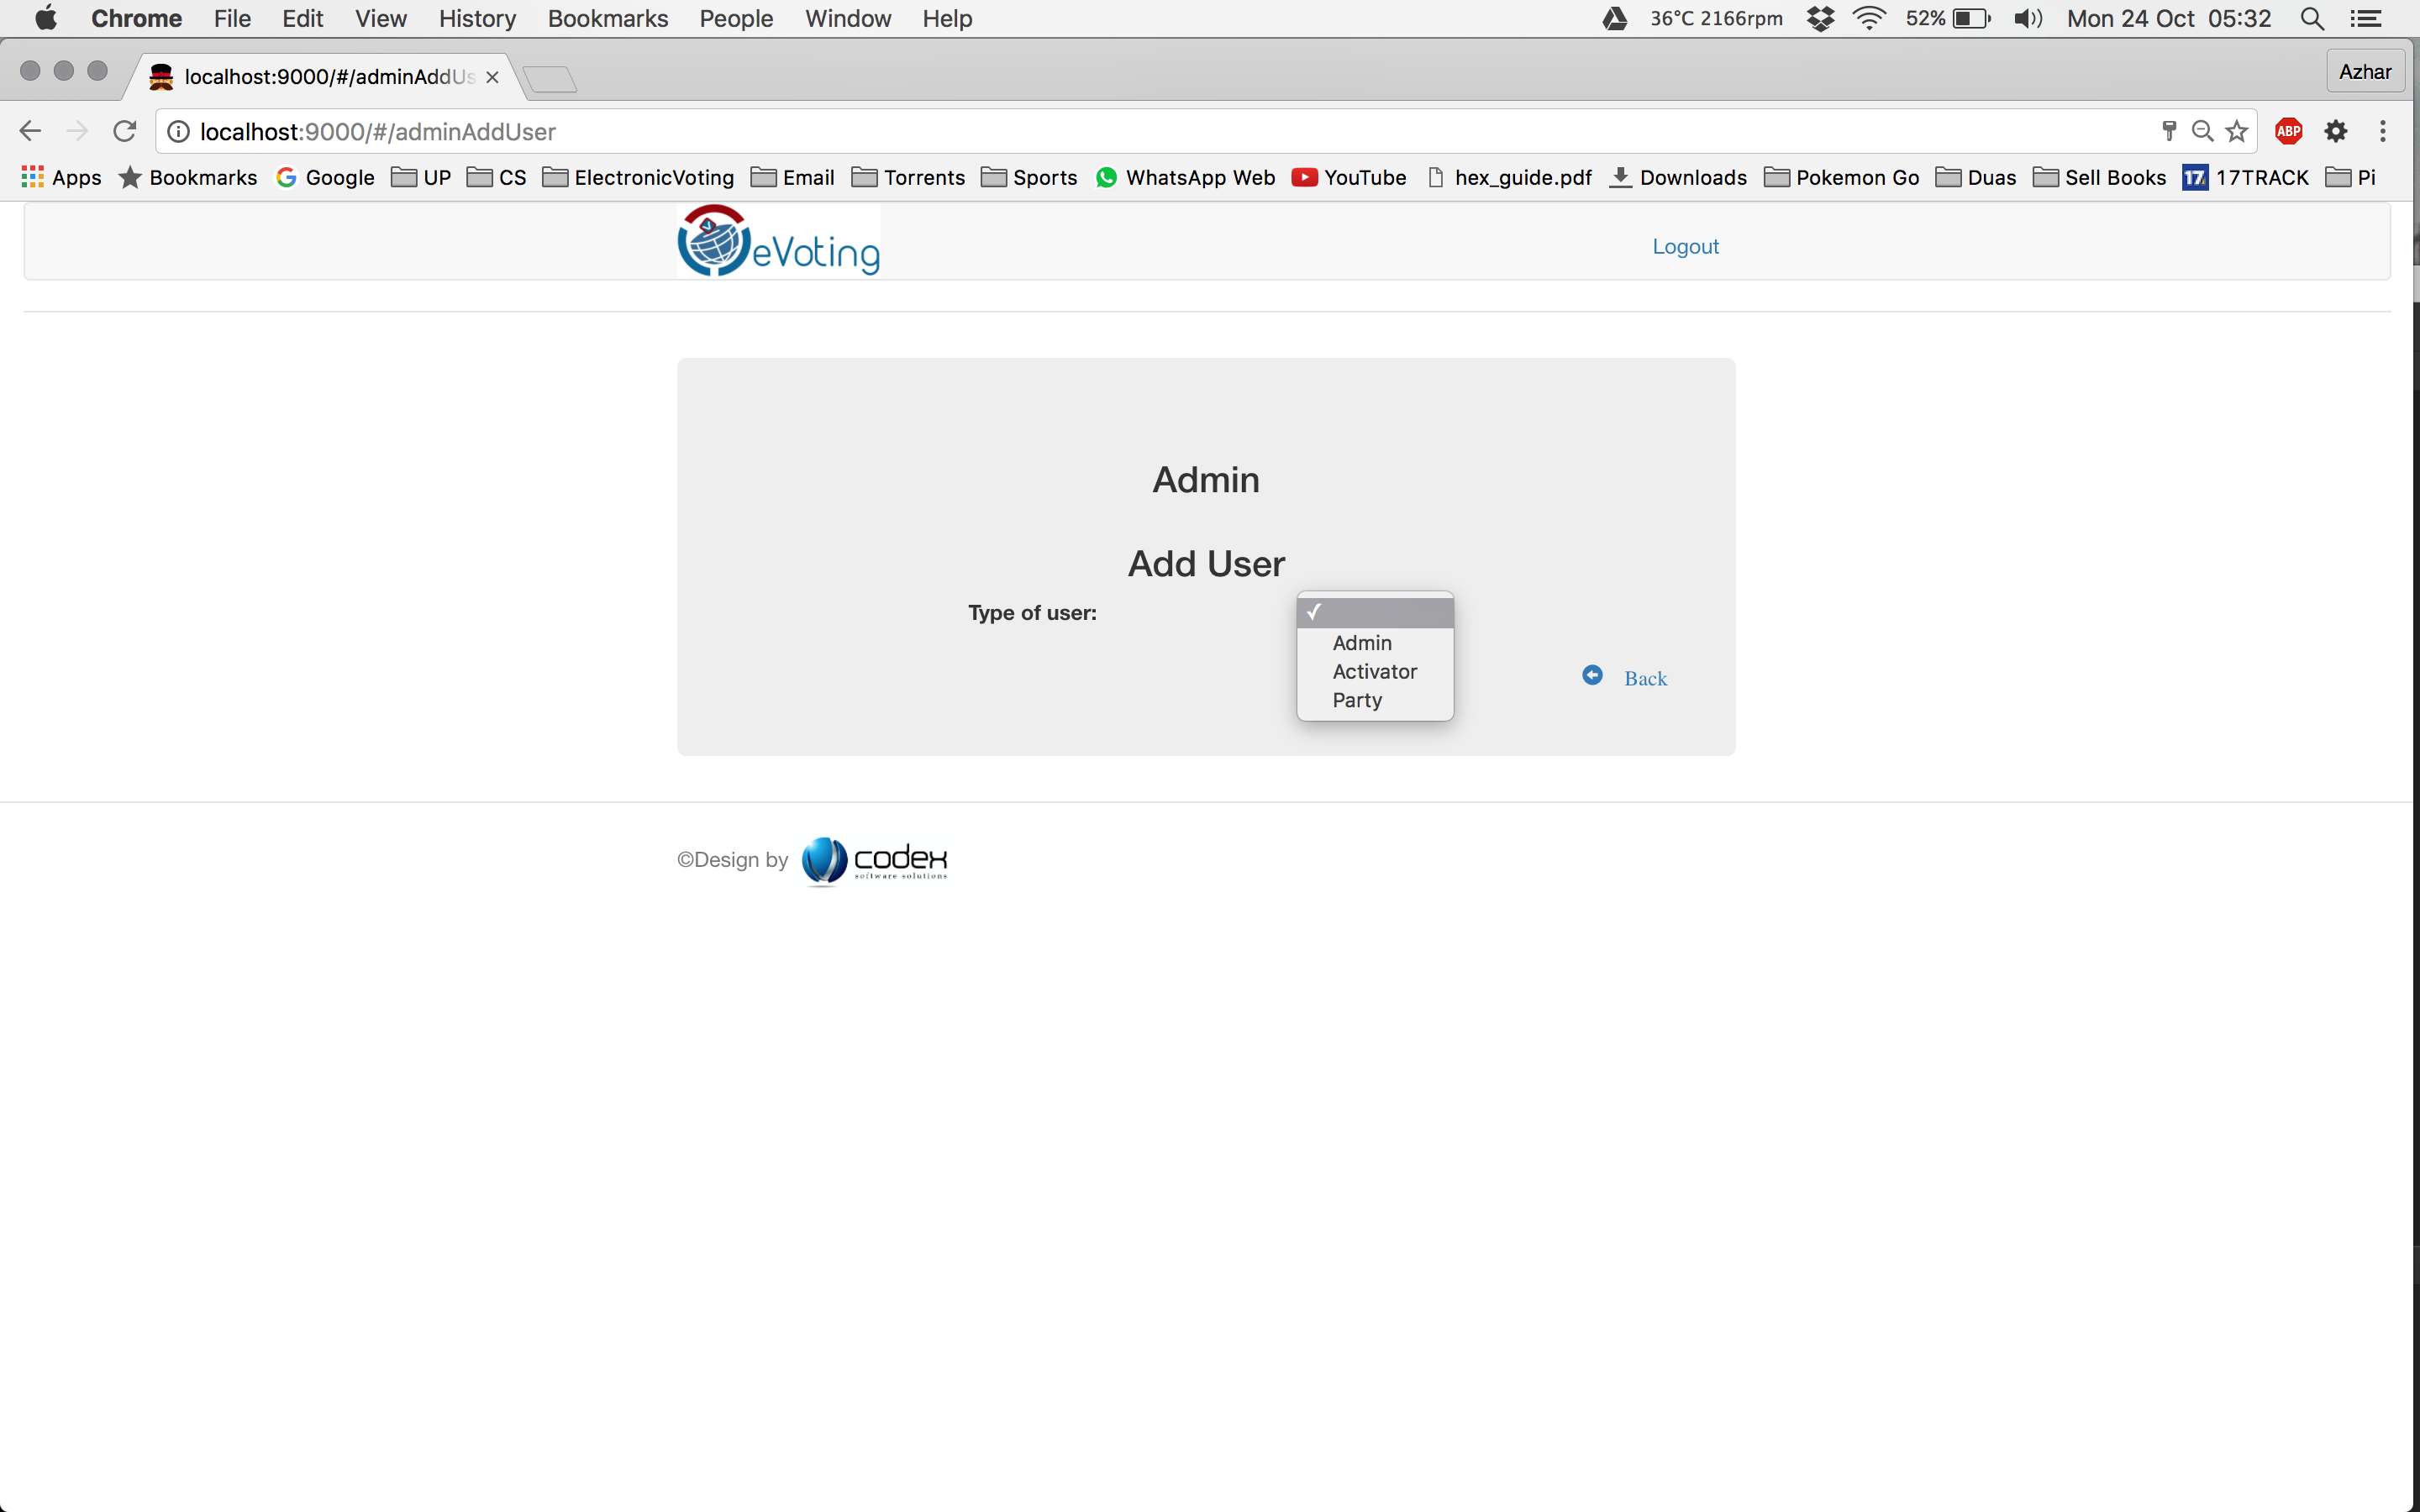 Chrome File Edit View History Bookmarks People Window Help 36°C 2166rpm 52% Mon 24 Oct 05:32
localhost:9000/#/adminAddUs × Azhar
localhost:9000/#/adminAddUser ABP
Apps Bookmarks Google UP CS ElectronicVoting Email Torrents Sports WhatsApp Web YouTube hex_guide.pdf Downloads Pokemon Go Duas Sell Books 17 17TRACK Pi
eVoting Logout
Admin
Add User
Type of user:
Admin
Activator
Party
Back
©Design by codex
software solutions